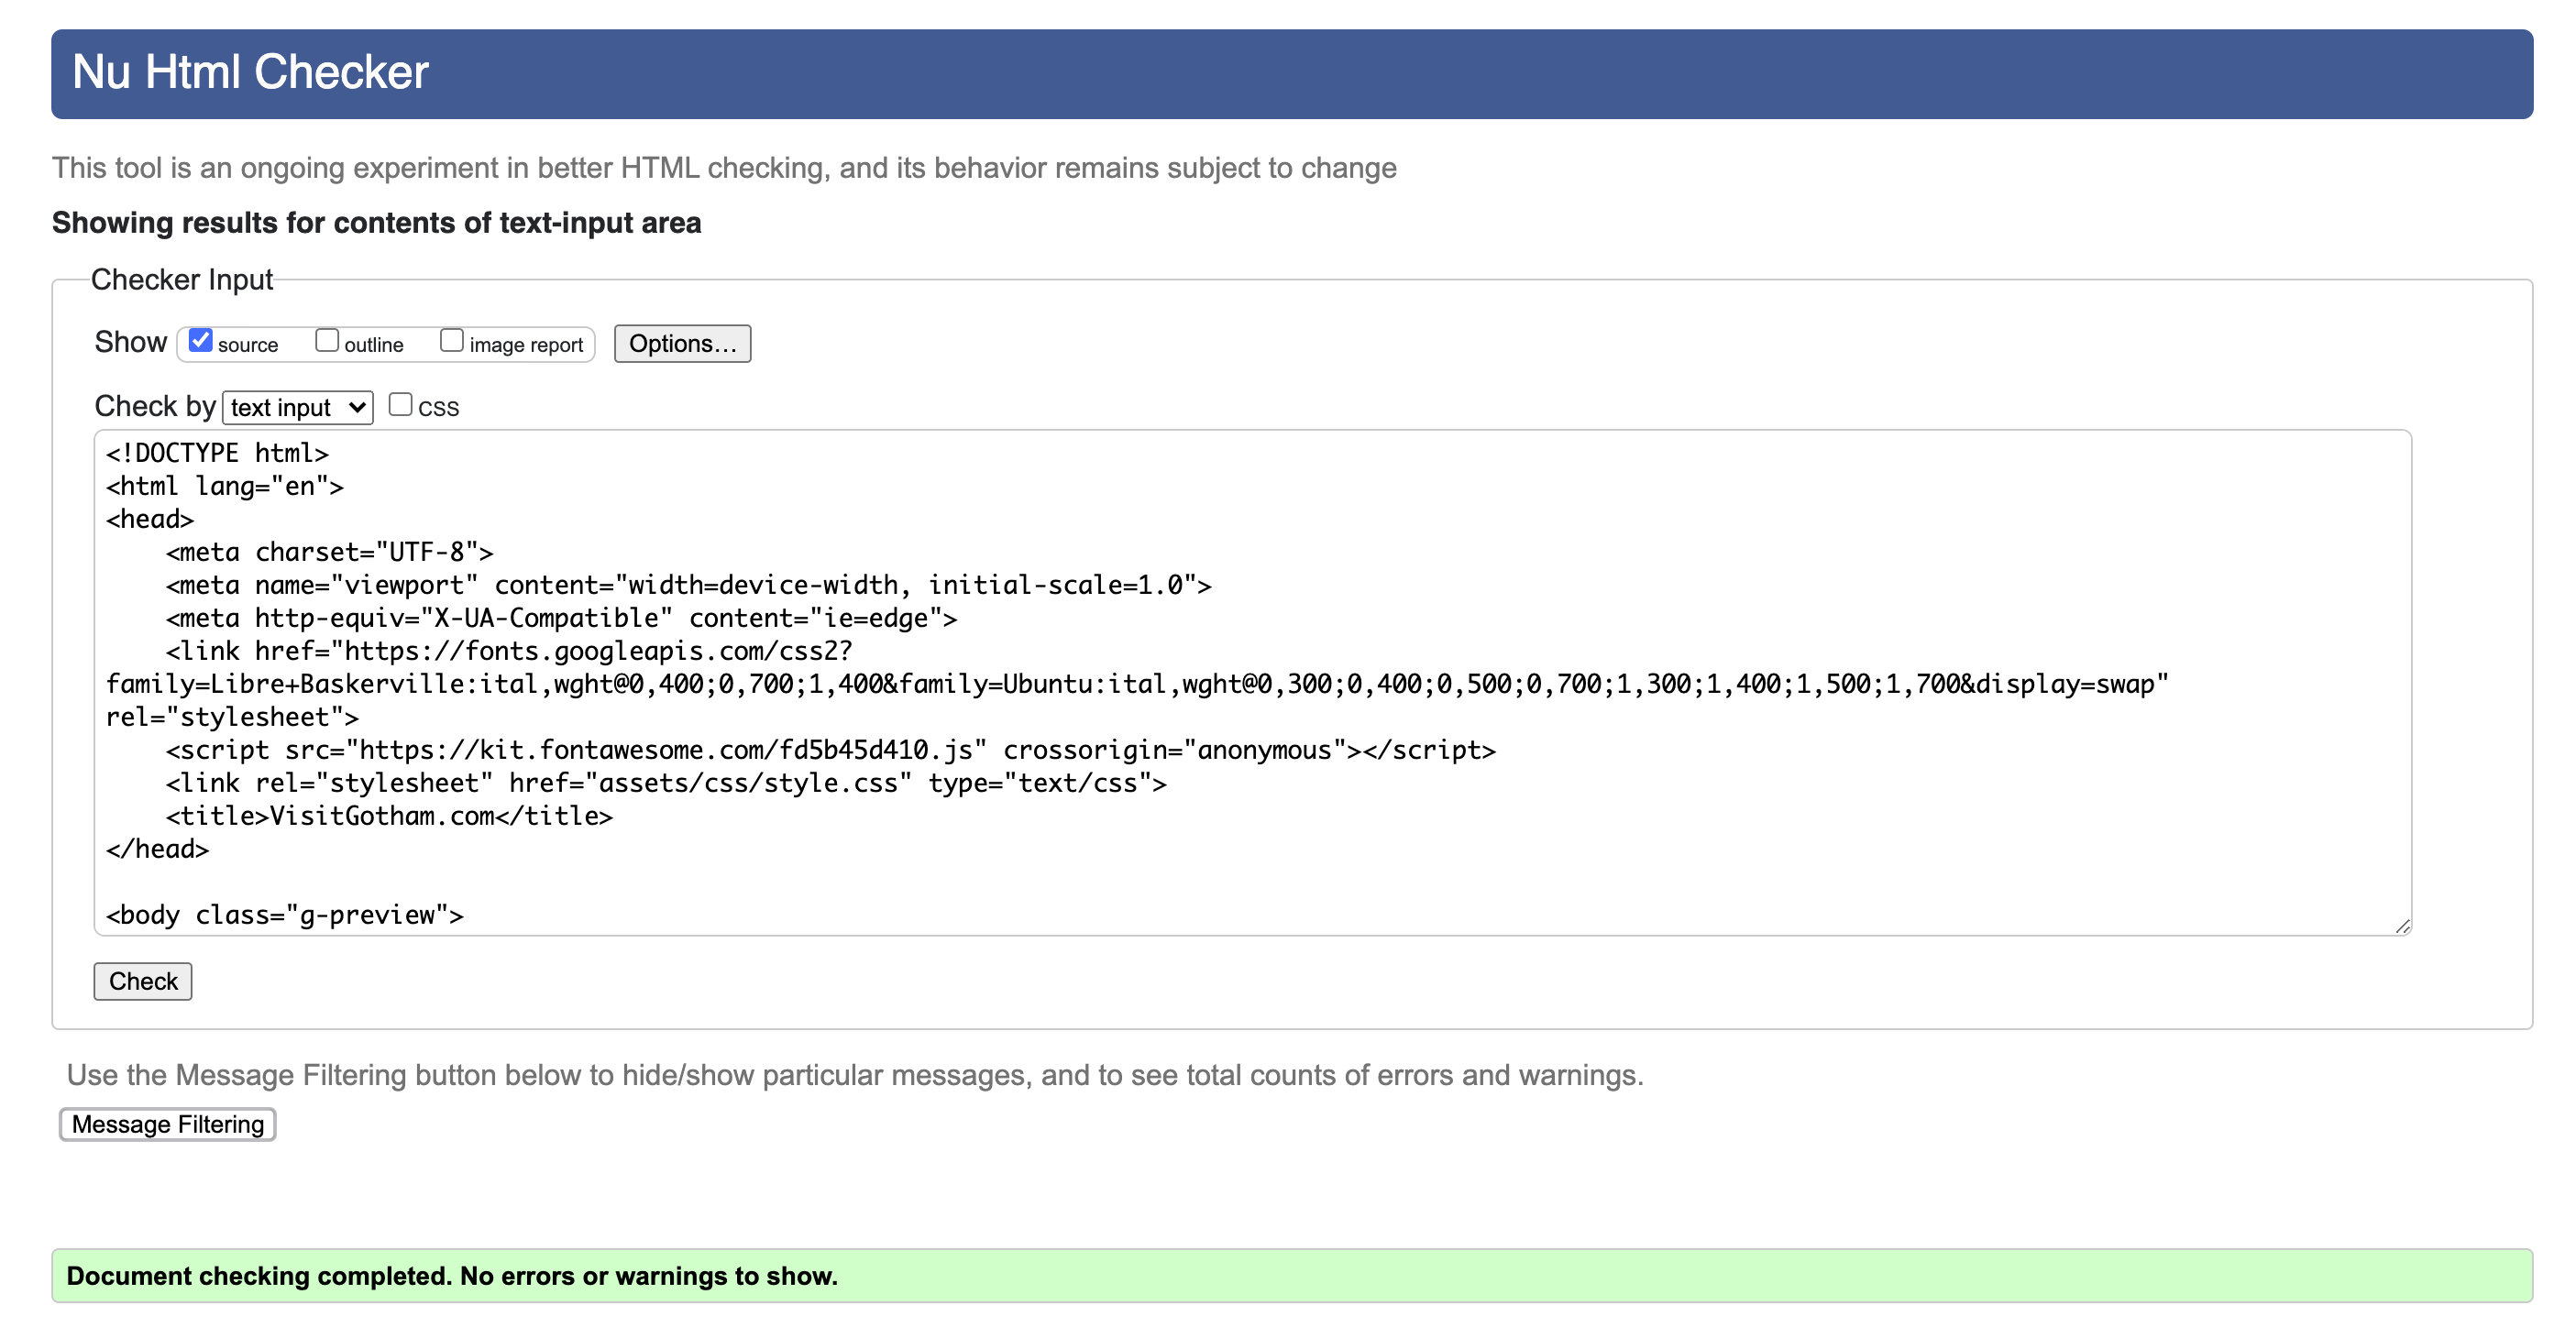 Nu Html Checker
This tool is an ongoing experiment in better HTML checking, and its behavior remains subject to change
Showing results for contents of text-input area
Checker Input
Show source outline image report Options...
Check by text input CSS
<!DOCTYPE html>
<html lang="en">
<head>
    <meta charset="UTF-8">
    <meta name="viewport" content="width=device-width, initial-scale=1.0">
    <meta http-equiv="X-UA-Compatible" content="ie=edge">
    <link href="https://fonts.googleapis.com/css2?
family=Libre+Baskerville:ital,wght@0,400;0,700;1,400&family=Ubuntu:ital,wght@0,300;0,400;0,500;0,700;1,300;1,400;1,500;1,700&display=swap"
rel="stylesheet">
    <script src="https://kit.fontawesome.com/fd5b45d410.js" crossorigin="anonymous"></script>
    <link rel="stylesheet" href="assets/css/style.css" type="text/css">
    <title>VisitGotham.com</title>
</head>
<body class="g-preview">
Check
Use the Message Filtering button below to hide/show particular messages, and to see total counts of errors and warnings.
Message Filtering
Document checking completed. No errors or warnings to show.